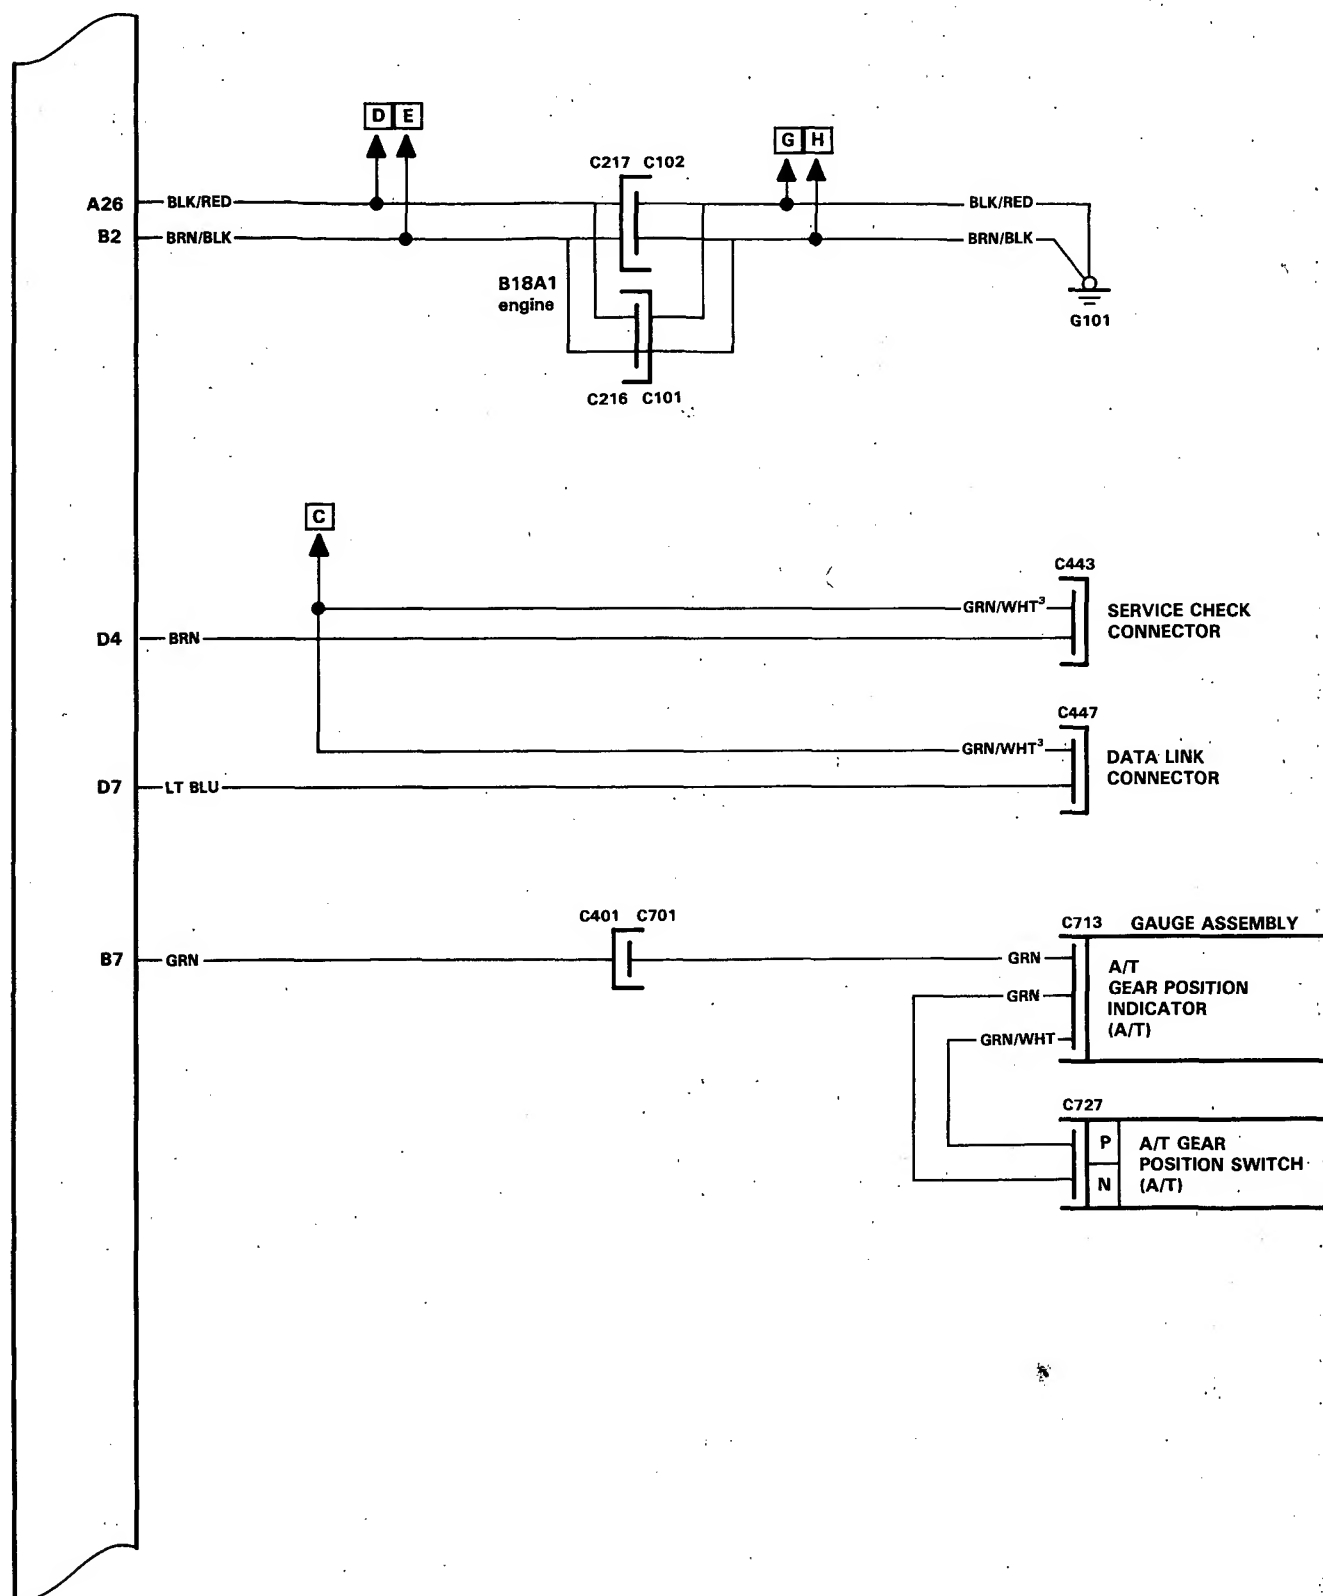 D E
G H
C217 C102
A26 BLK/RED BLK/RED
B2 BRN/BLK BRN/BLK
B18A1
engine
G101
C216 C101
C
C443
GRN/WHT³ SERVICE CHECK
D4 BRN CONNECTOR
C447
GRN/WHT³ DATA LINK
D7 LT BLU CONNECTOR
C401 C701 C713 GAUGE ASSEMBLY
B7 GRN GRN A/T
GRN GEAR POSITION
INDICATOR
GRN/WHT (A/T)
C727
P A/T GEAR
POSITION SWITCH
N (A/T)